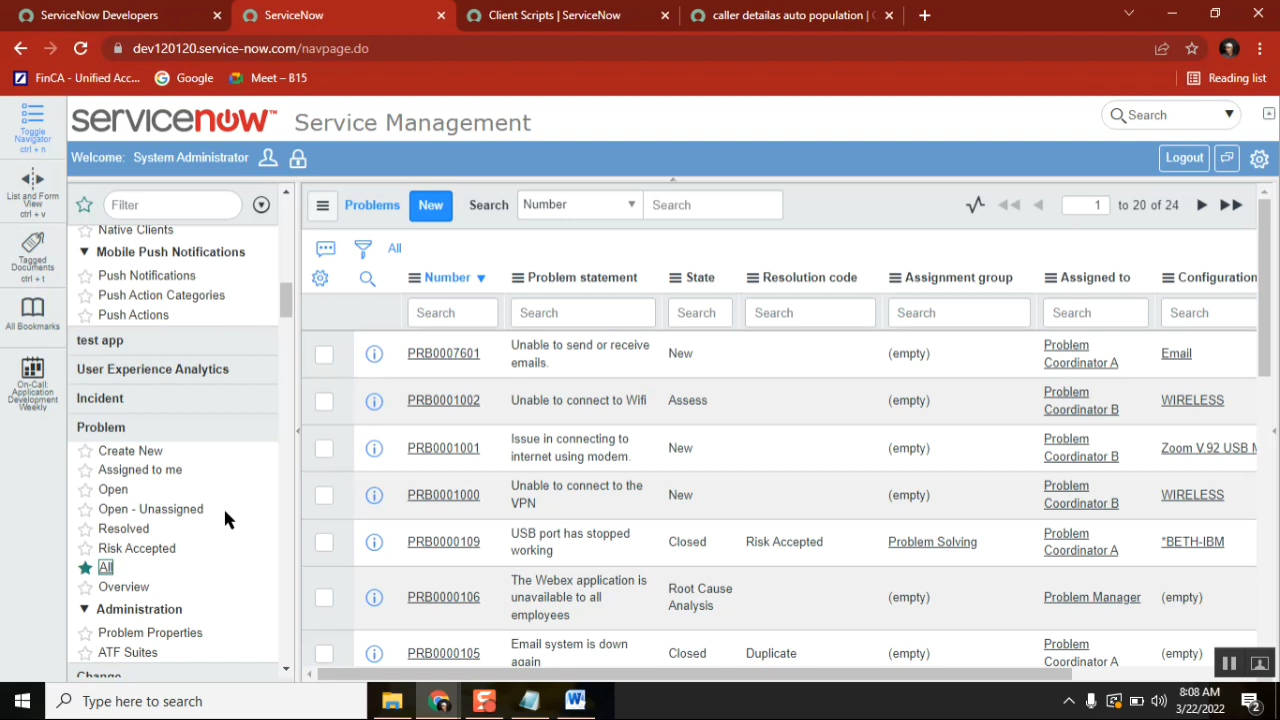 ServiceNow Developers
ServiceNow
Client Scripts | ServiceNow
caller detailas auto population |
dev120120.service-now.com/navpage.do
FinCA - Unified Acc...
Google
Meet – B15
Reading list
Toggle Navigator ctrl + n
servicenow™ Service Management
Search
Welcome: System Administrator
Logout
List and Form View ctrl + v
Filter
Problems New Search Number Search
1 to 20 of 24
Native Clients
Mobile Push Notifications
Push Notifications
Push Action Categories
Push Actions
test app
User Experience Analytics
Incident
Problem
Create New
Assigned to me
Open
Open - Unassigned
Resolved
Risk Accepted
All
Overview
Administration
Problem Properties
ATF Suites
Change
Tagged Documents ctrl + t
All Bookmarks
On-Call: Application Development Weekly
All
Number Problem statement State Resolution code Assignment group Assigned to Configuration
Search Search Search Search Search Search Search
PRB0007601 Unable to send or receive emails. New (empty) Problem Coordinator A Email
PRB0001002 Unable to connect to Wifi Assess (empty) Problem Coordinator B WIRELESS
PRB0001001 Issue in connecting to internet using modem. New (empty) Problem Coordinator B Zoom V.92 USB M
PRB0001000 Unable to connect to the VPN New (empty) Problem Coordinator B WIRELESS
PRB0000109 USB port has stopped working Closed Risk Accepted Problem Solving Problem Coordinator A *BETH-IBM
PRB0000106 The Webex application is unavailable to all employees Root Cause Analysis (empty) Problem Manager (empty)
PRB0000105 Email system is down again Closed Duplicate (empty) Problem Coordinator A (empty)
Type here to search
8:08 AM
3/22/2022
2